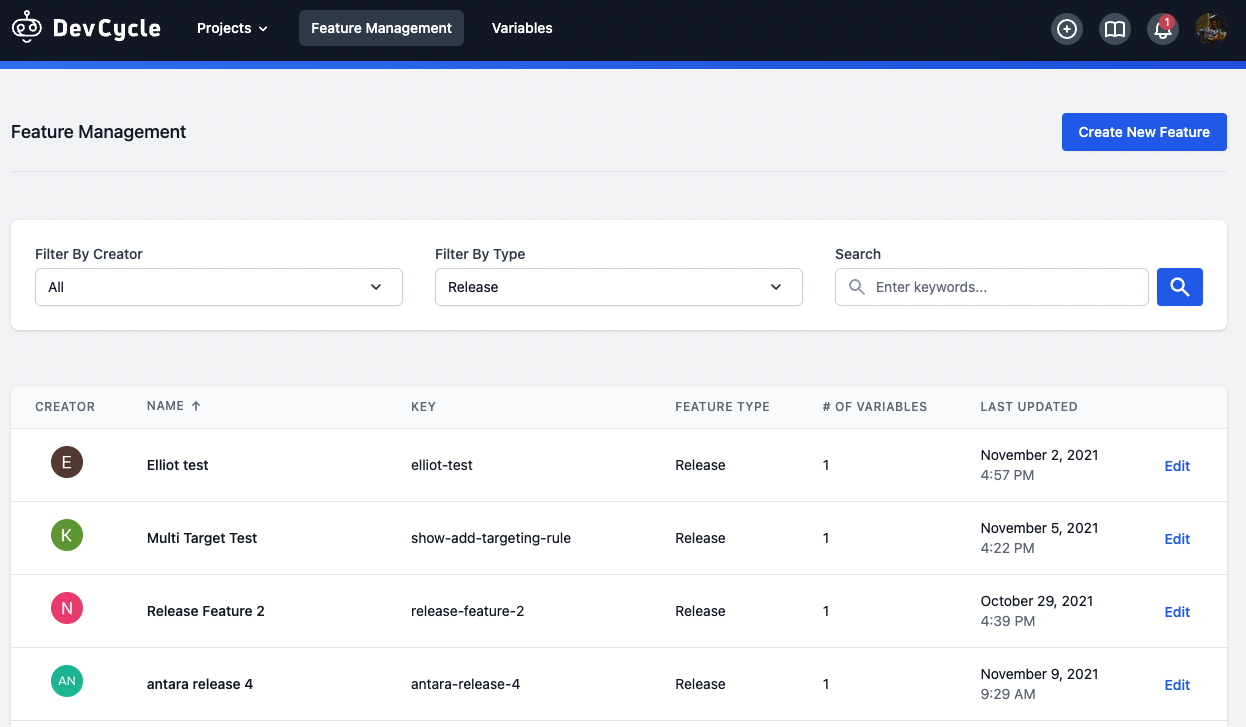 DevCycle Projects Feature Management Variables 1
Feature Management Create New Feature
Filter By Creator Filter By Type Search
All Release Enter keywords...
CREATOR NAME ↑ KEY FEATURE TYPE # OF VARIABLES LAST UPDATED
E Elliot test elliot-test Release 1 November 2, 2021
4:57 PM Edit
K Multi Target Test show-add-targeting-rule Release 1 November 5, 2021
4:22 PM Edit
N Release Feature 2 release-feature-2 Release 1 October 29, 2021
4:39 PM Edit
AN antara release 4 antara-release-4 Release 1 November 9, 2021
9:29 AM Edit